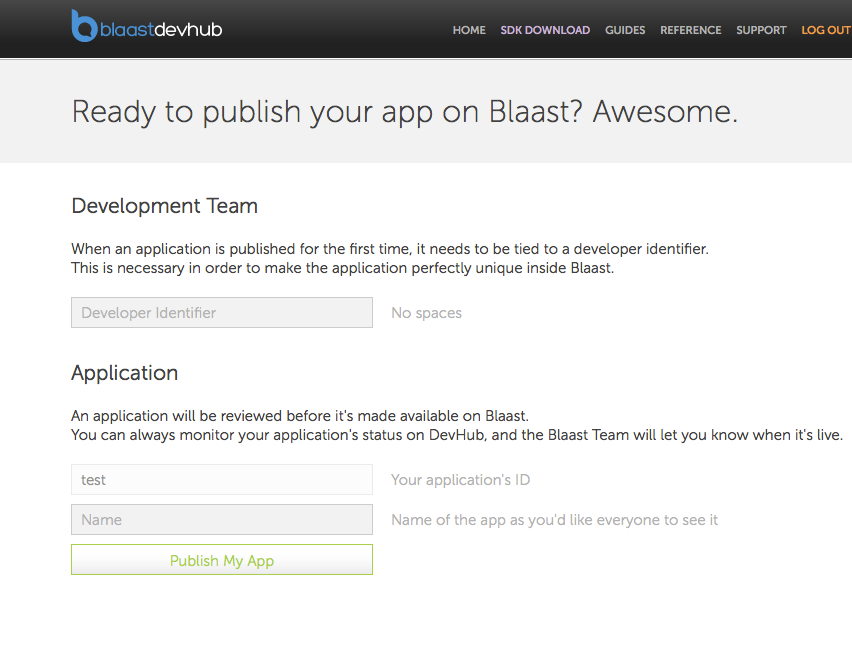 blaastdevhub
HOME SDK DOWNLOAD GUIDES REFERENCE SUPPORT LOG OUT
Ready to publish your app on Blaast? Awesome.
Development Team
When an application is published for the first time, it needs to be tied to a developer identifier.
This is necessary in order to make the application perfectly unique inside Blaast.
Developer Identifier No spaces
Application
An application will be reviewed before it's made available on Blaast.
You can always monitor your application's status on DevHub, and the Blaast Team will let you know when it's live.
test Your application's ID
Name Name of the app as you'd like everyone to see it
Publish My App